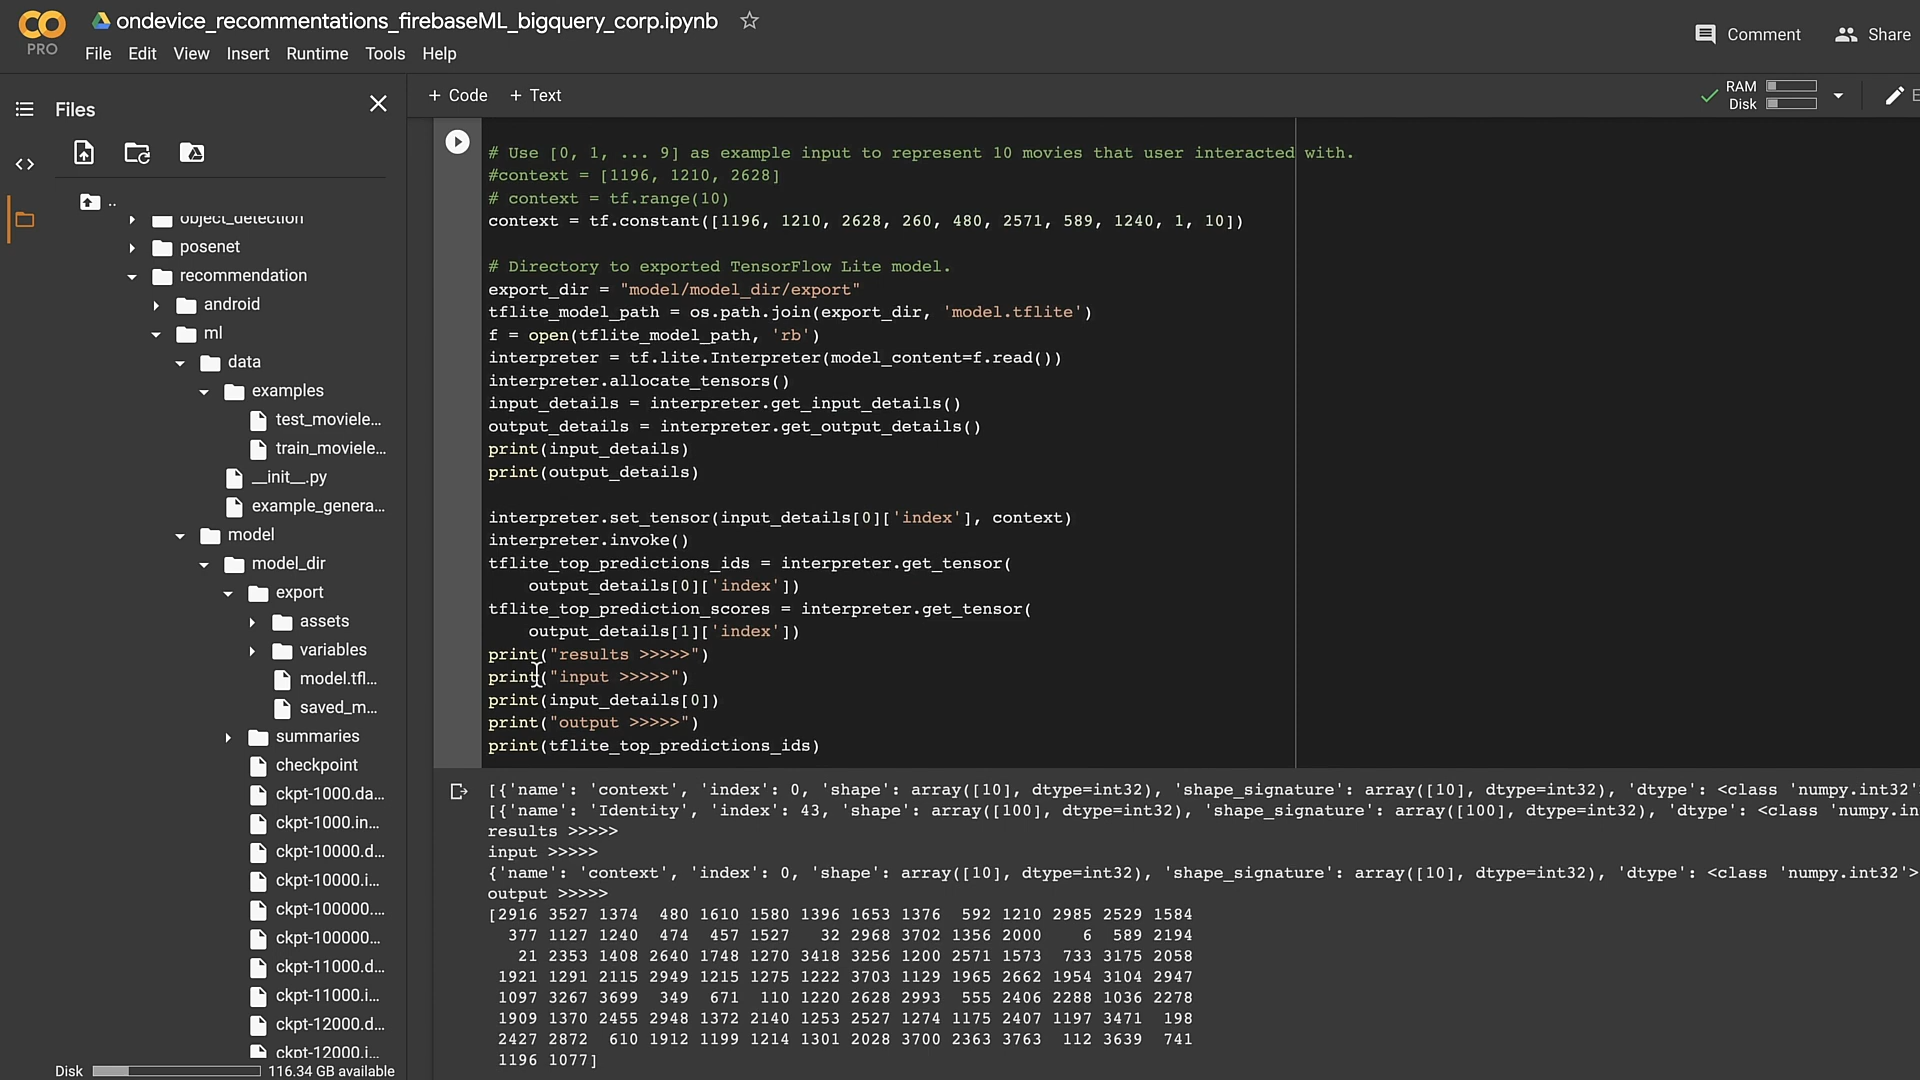 ondevice_recommentations_firebaseML_bigquery_corp.ipynb
PRO
File Edit View Insert Runtime Tools Help
Comment Share
Files
+ Code + Text
RAM
Disk
..
object_detection
posenet
recommendation
android
ml
data
examples
test_moviele...
train_moviele...
__init__.py
example_genera...
model
model_dir
export
assets
variables
model.tfl...
saved_m...
summaries
checkpoint
ckpt-1000.da...
ckpt-1000.in...
ckpt-10000.d...
ckpt-10000.i...
ckpt-100000....
ckpt-100000...
ckpt-11000.d...
ckpt-11000.i...
ckpt-12000.d...
ckpt-12000.i...
Disk 116.34 GB available
# Use [0, 1, ... 9] as example input to represent 10 movies that user interacted with.
#context = [1196, 1210, 2628]
# context = tf.range(10)
context = tf.constant([1196, 1210, 2628, 260, 480, 2571, 589, 1240, 1, 10])
# Directory to exported TensorFlow Lite model.
export_dir = "model/model_dir/export"
tflite_model_path = os.path.join(export_dir, 'model.tflite')
f = open(tflite_model_path, 'rb')
interpreter = tf.lite.Interpreter(model_content=f.read())
interpreter.allocate_tensors()
input_details = interpreter.get_input_details()
output_details = interpreter.get_output_details()
print(input_details)
print(output_details)
interpreter.set_tensor(input_details[0]['index'], context)
interpreter.invoke()
tflite_top_predictions_ids = interpreter.get_tensor(
output_details[0]['index'])
tflite_top_prediction_scores = interpreter.get_tensor(
output_details[1]['index'])
print("results >>>>>")
print("input >>>>>")
print(input_details[0])
print("output >>>>>")
print(tflite_top_predictions_ids)
[{'name': 'context', 'index': 0, 'shape': array([10], dtype=int32), 'shape_signature': array([10], dtype=int32), 'dtype': <class 'numpy.int32'
[{'name': 'Identity', 'index': 43, 'shape': array([100], dtype=int32), 'shape_signature': array([100], dtype=int32), 'dtype': <class 'numpy.in
results >>>>>
input >>>>>
{'name': 'context', 'index': 0, 'shape': array([10], dtype=int32), 'shape_signature': array([10], dtype=int32), 'dtype': <class 'numpy.int32'>
output >>>>>
[2916 3527 1374 480 1610 1580 1396 1653 1376 592 1210 2985 2529 1584
377 1127 1240 474 457 1527 32 2968 3702 1356 2000 6 589 2194
21 2353 1408 2640 1748 1270 3418 3256 1200 2571 1573 733 3175 2058
1921 1291 2115 2949 1215 1275 1222 3703 1129 1965 2662 1954 3104 2947
1097 3267 3699 349 671 110 1220 2628 2993 555 2406 2288 1036 2278
1909 1370 2455 2948 1372 2140 1253 2527 1274 1175 2407 1197 3471 198
2427 2872 610 1912 1199 1214 1301 2028 3700 2363 3763 112 3639 741
1196 1077]